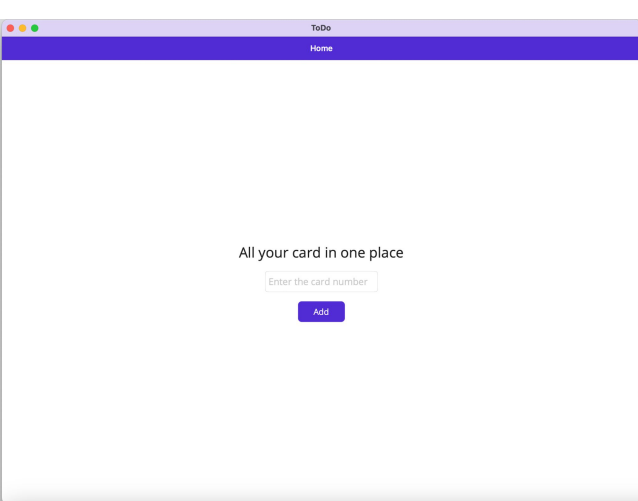 ToDo
Home
All your card in one place
Enter the card number
Add